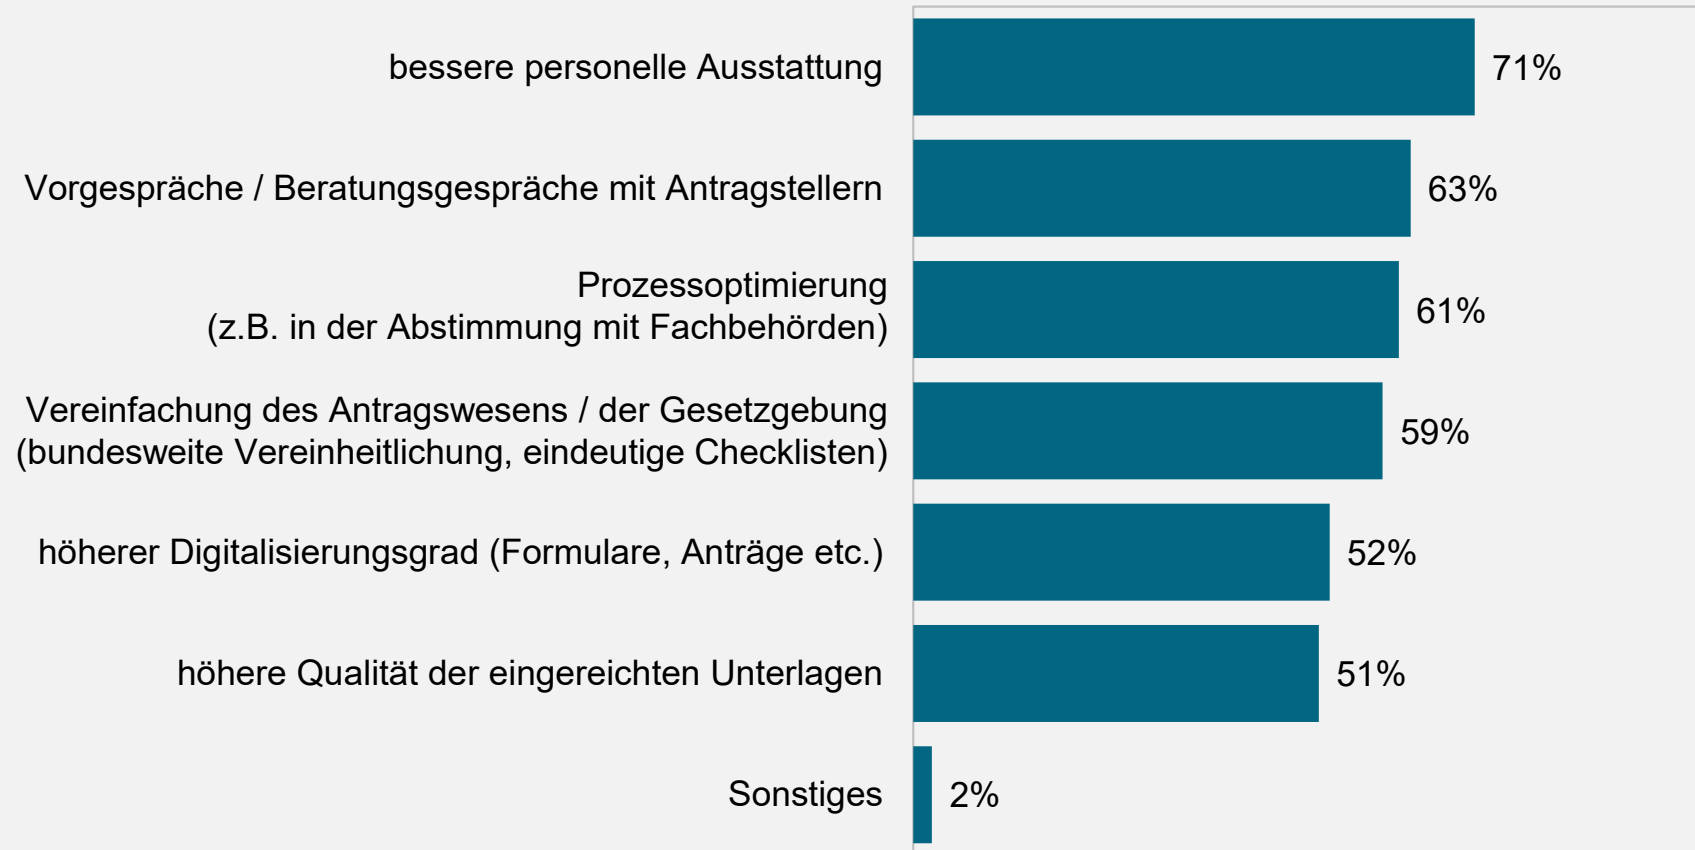 bessere personelle Ausstattung 71%
Vorgespräche / Beratungsgespräche mit Antragstellern 63%
Prozessoptimierung
(z.B. in der Abstimmung mit Fachbehörden) 61%
Vereinfachung des Antragswesens / der Gesetzgebung
(bundesweite Vereinheitlichung, eindeutige Checklisten) 59%
höherer Digitalisierungsgrad (Formulare, Anträge etc.) 52%
höhere Qualität der eingereichten Unterlagen 51%
Sonstiges 2%